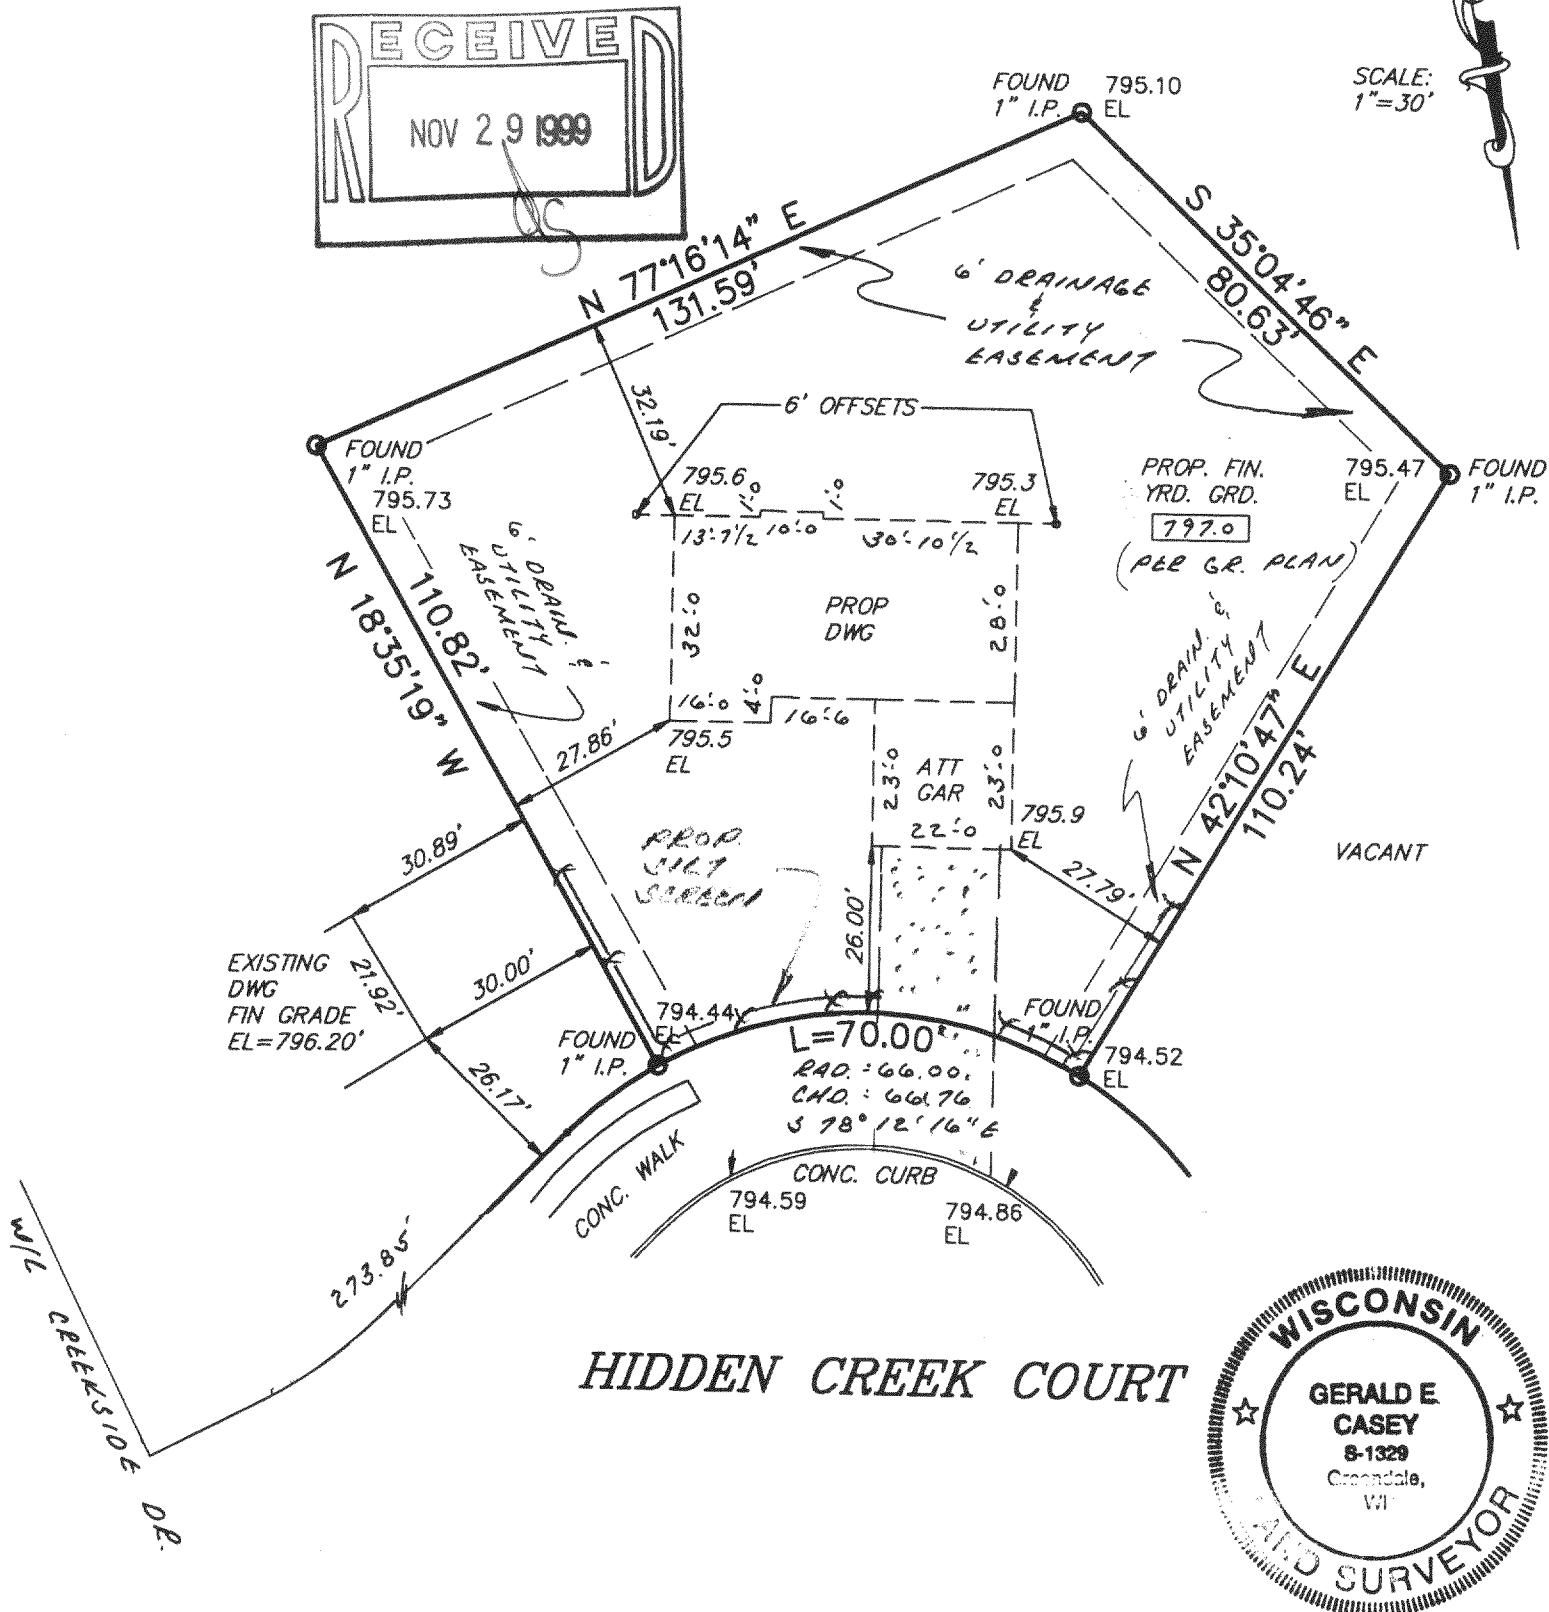 RECEIVED
NOV 29 1999
FOUND
1" I.P.
795.10
EL
SCALE:
1"=30'
N 77°16'14" E
131.59'
S 35°04'46" E
80.63'
6' DRAINAGE
&
UTILITY
EASEMENT
32.19'
6' OFFSETS
FOUND
1" I.P.
795.73
EL
795.6
EL
1'-0
1'-0
795.3
EL
PROP. FIN.
YRD. GRD.
797.0
(PER GR. PLAN)
795.47
EL
FOUND
1" I.P.
13'-7 1/2
10'-0
30'-10 1/2
6' DRAIN. &
UTILITY
EASEMENT
N 18°35'19" W
110.82'
32'-0
PROP
DWG
28'-0
6' DRAIN. &
UTILITY
EASEMENT
N 42°10'47" E
110.24'
16'-0
4'-0
16'-6
27.86'
795.5
EL
23'-0
ATT
GAR
23'-0
22'-0
795.9
EL
30.89'
PROP.
SILT
SCREEN
26.00'
27.79'
VACANT
EXISTING
DWG
FIN GRADE
EL=796.20'
21.92'
30.00'
26.17'
FOUND
1" I.P.
794.44
EL
L=70.00'
RAD. = 66.00'
CHD. = 66.76
S 78° 12' 16" E
FOUND
1" I.P.
794.52
EL
CONC. WALK
CONC. CURB
794.59
EL
794.86
EL
273.85'
W/L CREEKSIDE DR.
HIDDEN CREEK COURT
WISCONSIN
GERALD E.
CASEY
S-1329
Greendale,
WI
LAND SURVEYOR